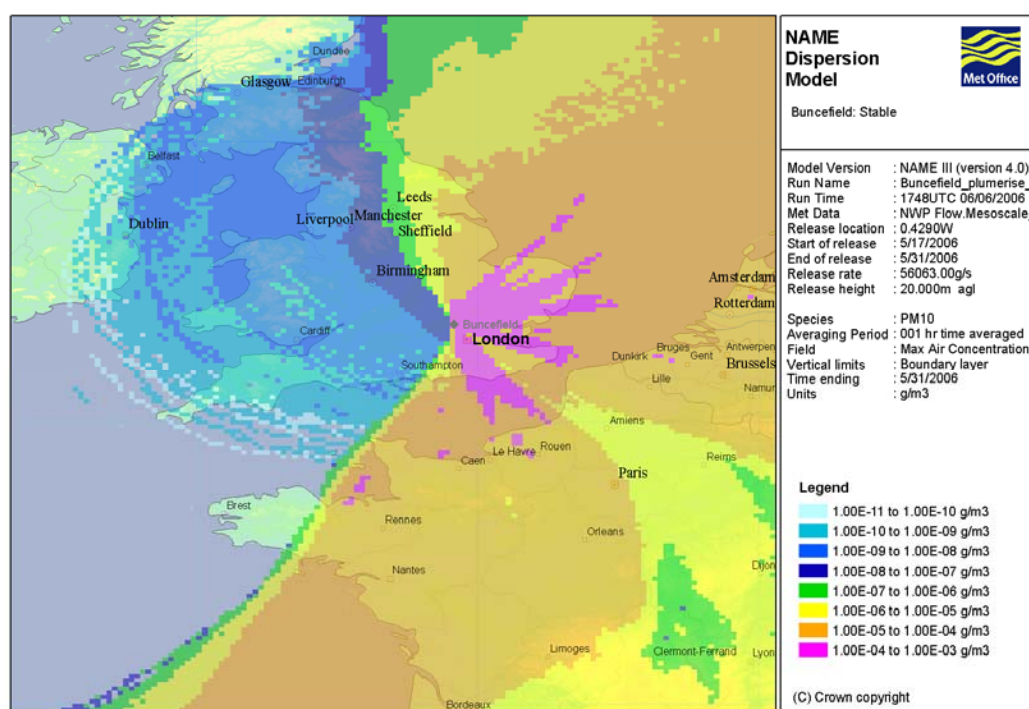 Dundee
Glasgow
Edinburgh
Belfast
Dublin
Leeds
Liverpool
Manchester
Sheffield
Birmingham
Cardiff
Buncefield
London
Southampton
Amsterdam
Rotterdam
Dunkirk
Bruges
Gent
Antwerpen
Brussels
Lille
Namur
Amiens
Caen
Le Havre
Rouen
Reims
Paris
Brest
Rennes
Orleans
Nantes
Dijon
Limoges
Clermont-Ferrand
Lyon
Bordeaux
NAME
Dispersion
Model
Met Office
Buncefield: Stable
Model Version : NAME III (version 4.0)
Run Name : Buncefield_plumerise_
Run Time : 1748UTC 06/06/2006
Met Data : NWP Flow.Mesoscale_
Release location : 0.4290W
Start of release : 5/17/2006
End of release : 5/31/2006
Release rate : 56063.00g/s
Release height : 20.000m agl
Species : PM10
Averaging Period : 001 hr time averaged
Field : Max Air Concentration
Vertical limits : Boundary layer
Time ending : 5/31/2006
Units : g/m3
Legend
1.00E-11 to 1.00E-10 g/m3
1.00E-10 to 1.00E-09 g/m3
1.00E-09 to 1.00E-08 g/m3
1.00E-08 to 1.00E-07 g/m3
1.00E-07 to 1.00E-06 g/m3
1.00E-06 to 1.00E-05 g/m3
1.00E-05 to 1.00E-04 g/m3
1.00E-04 to 1.00E-03 g/m3
(C) Crown copyright